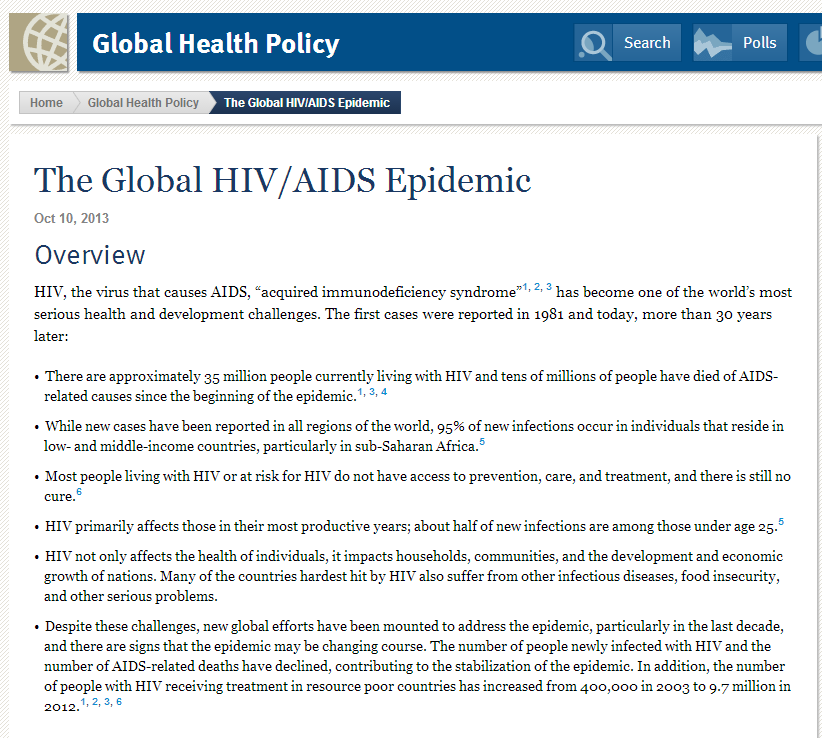 Global Health Policy
Search
Polls
Home
Global Health Policy
The Global HIV/AIDS Epidemic
The Global HIV/AIDS Epidemic
Oct 10, 2013
Overview
HIV, the virus that causes AIDS, “acquired immunodeficiency syndrome”1, 2, 3 has become one of the world’s most
serious health and development challenges. The first cases were reported in 1981 and today, more than 30 years
later:
• There are approximately 35 million people currently living with HIV and tens of millions of people have died of AIDS-
related causes since the beginning of the epidemic.1, 3, 4
• While new cases have been reported in all regions of the world, 95% of new infections occur in individuals that reside in
low- and middle-income countries, particularly in sub-Saharan Africa.5
• Most people living with HIV or at risk for HIV do not have access to prevention, care, and treatment, and there is still no
cure.6
• HIV primarily affects those in their most productive years; about half of new infections are among those under age 25.5
• HIV not only affects the health of individuals, it impacts households, communities, and the development and economic
growth of nations. Many of the countries hardest hit by HIV also suffer from other infectious diseases, food insecurity,
and other serious problems.
• Despite these challenges, new global efforts have been mounted to address the epidemic, particularly in the last decade,
and there are signs that the epidemic may be changing course. The number of people newly infected with HIV and the
number of AIDS-related deaths have declined, contributing to the stabilization of the epidemic. In addition, the number
of people with HIV receiving treatment in resource poor countries has increased from 400,000 in 2003 to 9.7 million in
2012.1, 2, 3, 6